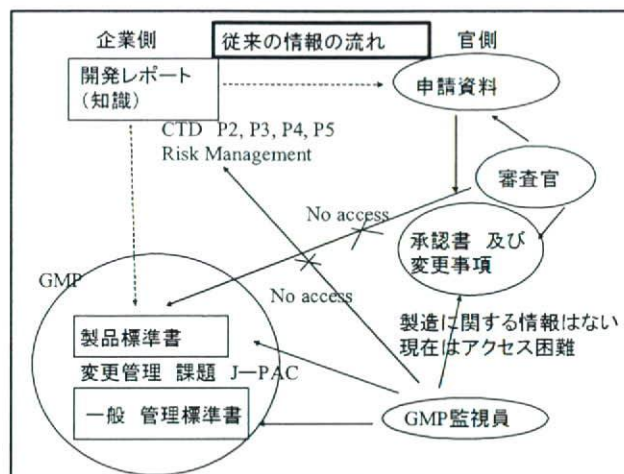 企業側
従来の情報の流れ
官側
開発レポート
(知識)
申請資料
CTD P2, P3, P4, P5
Risk Management
審査官
No access
承認書 及び
変更事項
GMP
No access
製造に関する情報はない
現在はアクセス困難
製品標準書
変更管理 課題 J－PAC
一般 管理標準書
GMP監視員